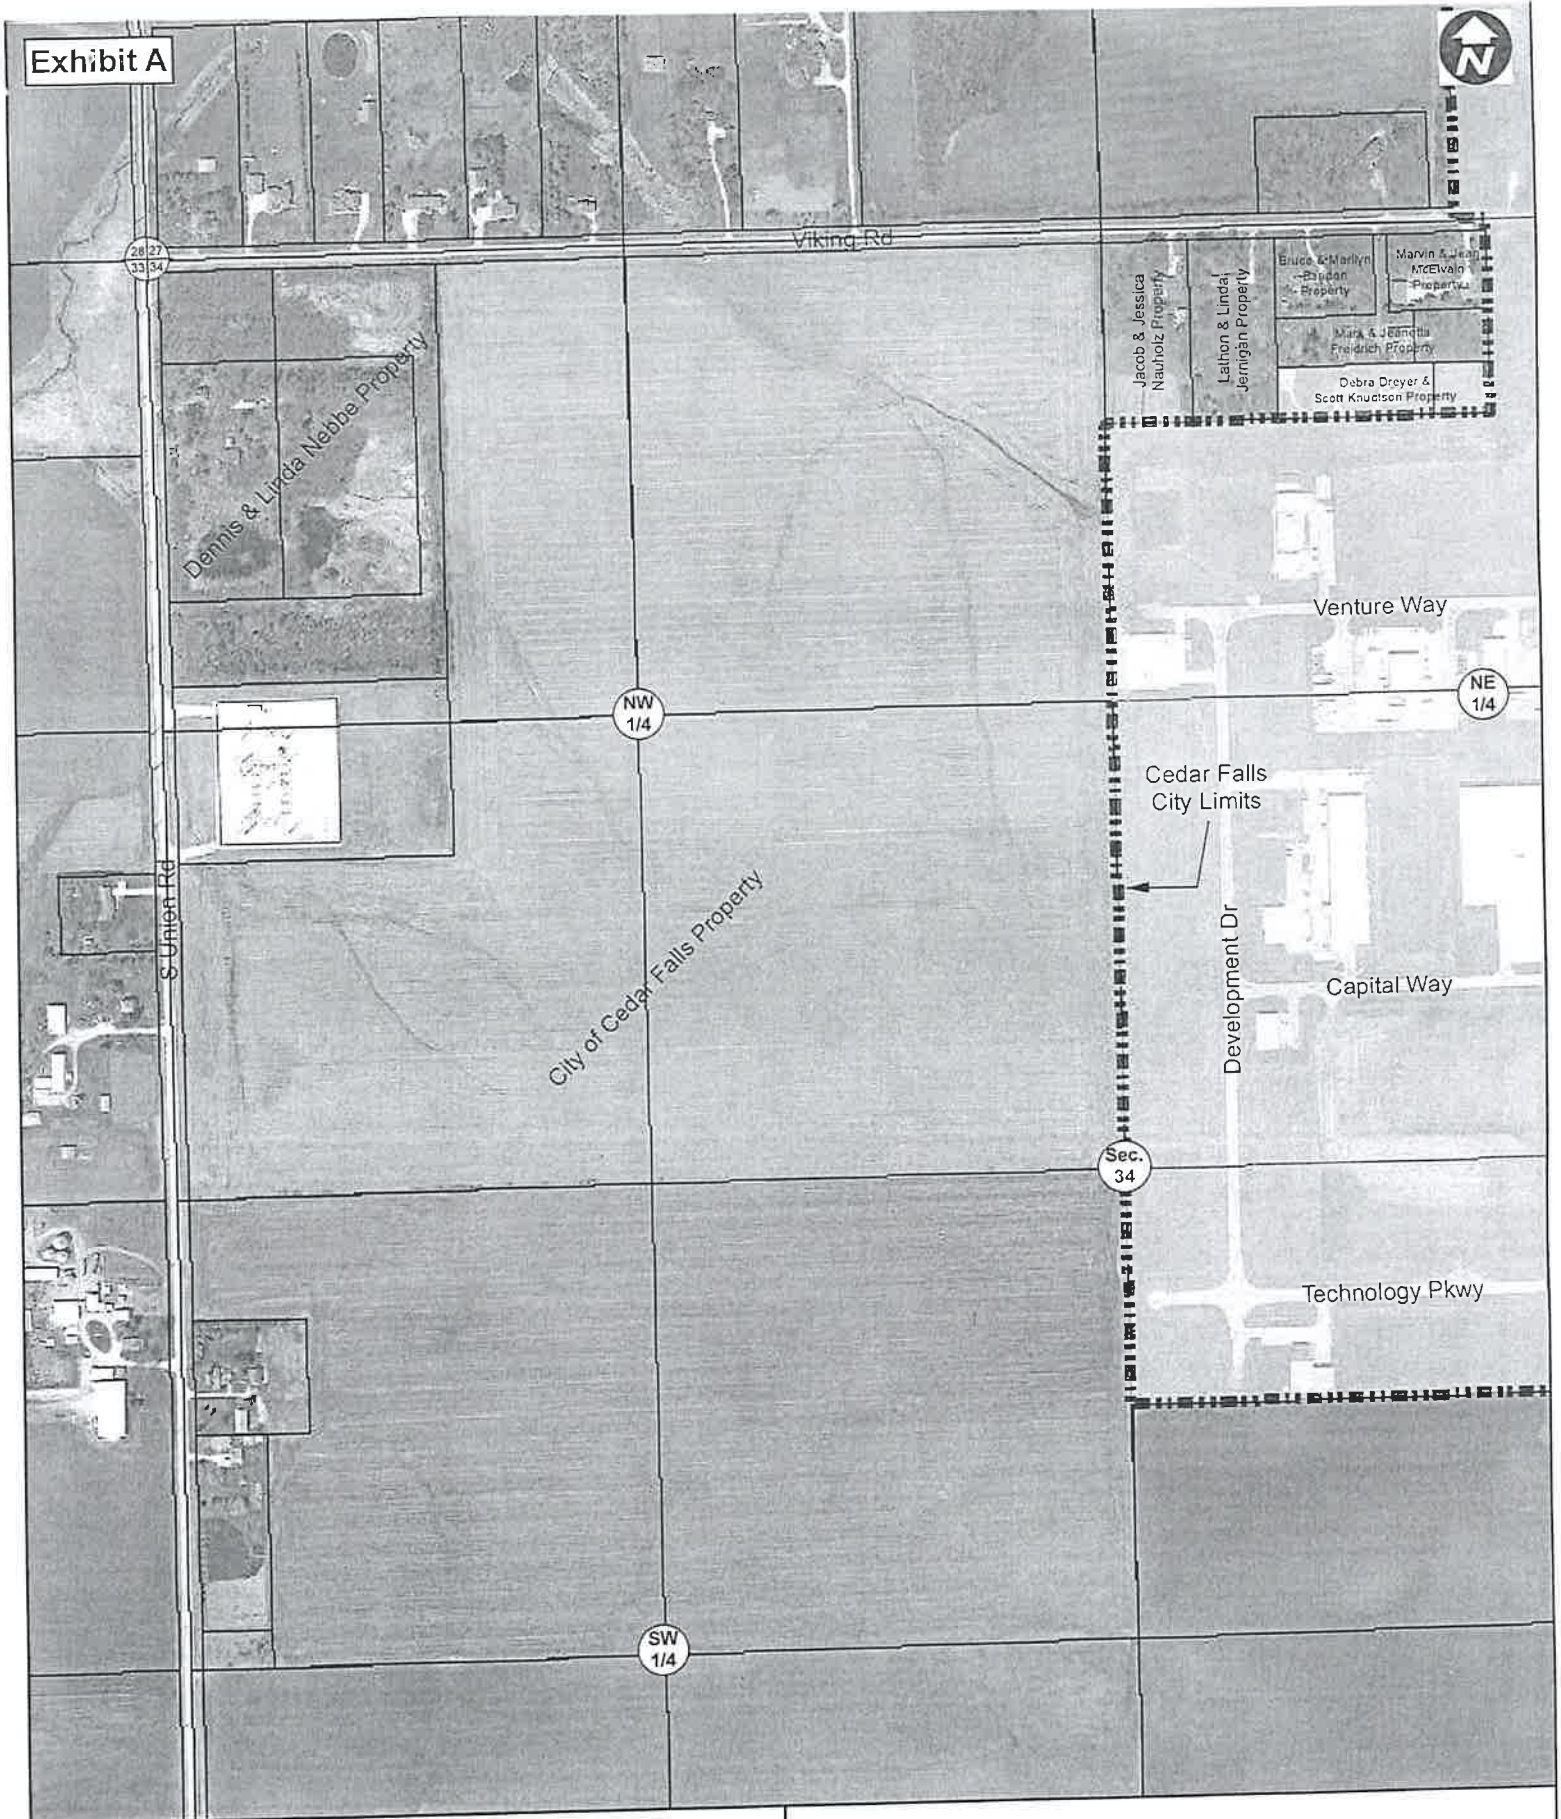 Exhibit A
N
28 27
33 34
Viking Rd
Jacob & Jessica
Nauholz Property
Lathon & Linda
Jernigan Property
Bruce & Marilyn
Property
Marvin & Jean
McElvain
Property
Mark & Jeanetta
Freidrich Property
Debra Dreyer &
Scott Knudtson Property
Dennis & Linda Nebbe Property
Venture Way
NW
1/4
NE
1/4
Cedar Falls
City Limits
S Union Rd
City of Cedar Falls Property
Development Dr
Capital Way
Sec.
34
Technology Pkwy
SW
1/4